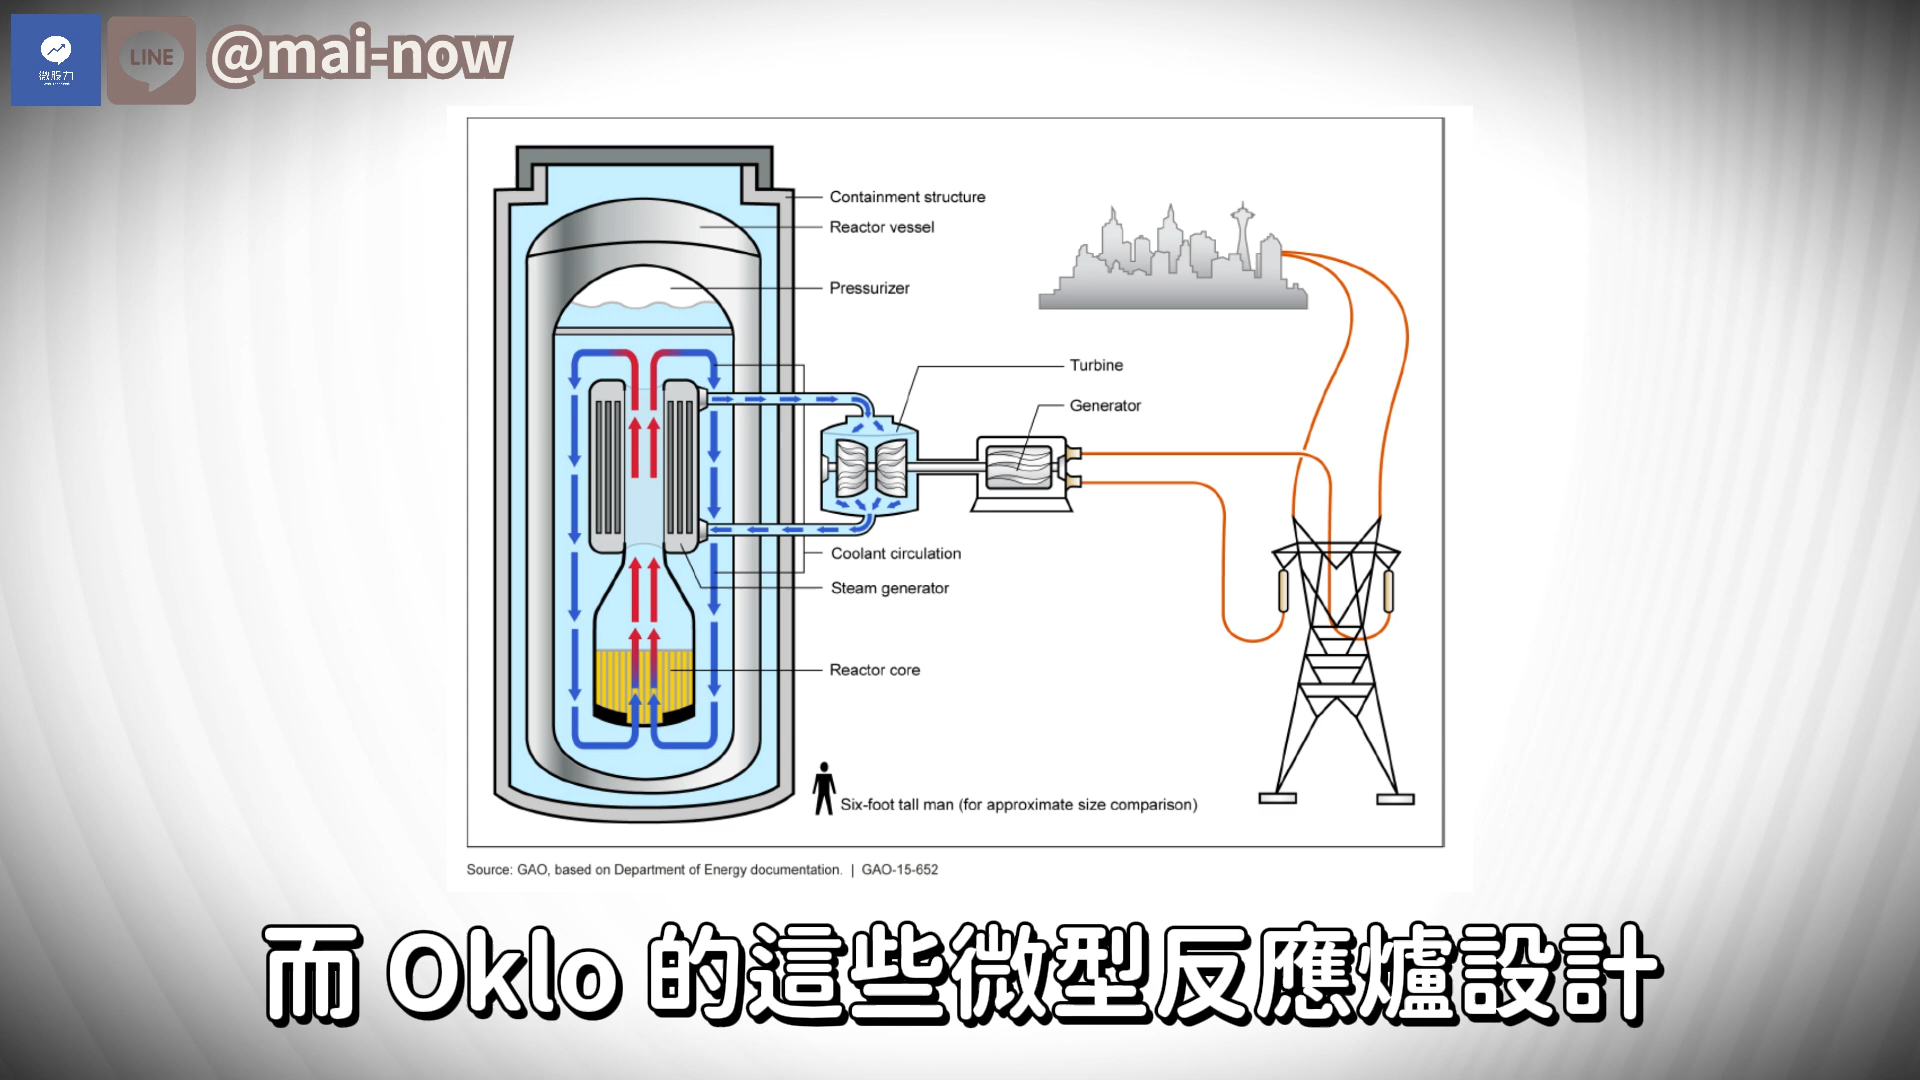 微股力
LINE
@mai-now
Containment structure
Reactor vessel
Pressurizer
Turbine
Generator
Coolant circulation
Steam generator
Reactor core
Six-foot tall man (for approximate size comparison)
Source: GAO, based on Department of Energy documentation. | GAO-15-652
而 Oklo 的這些微型反應爐設計